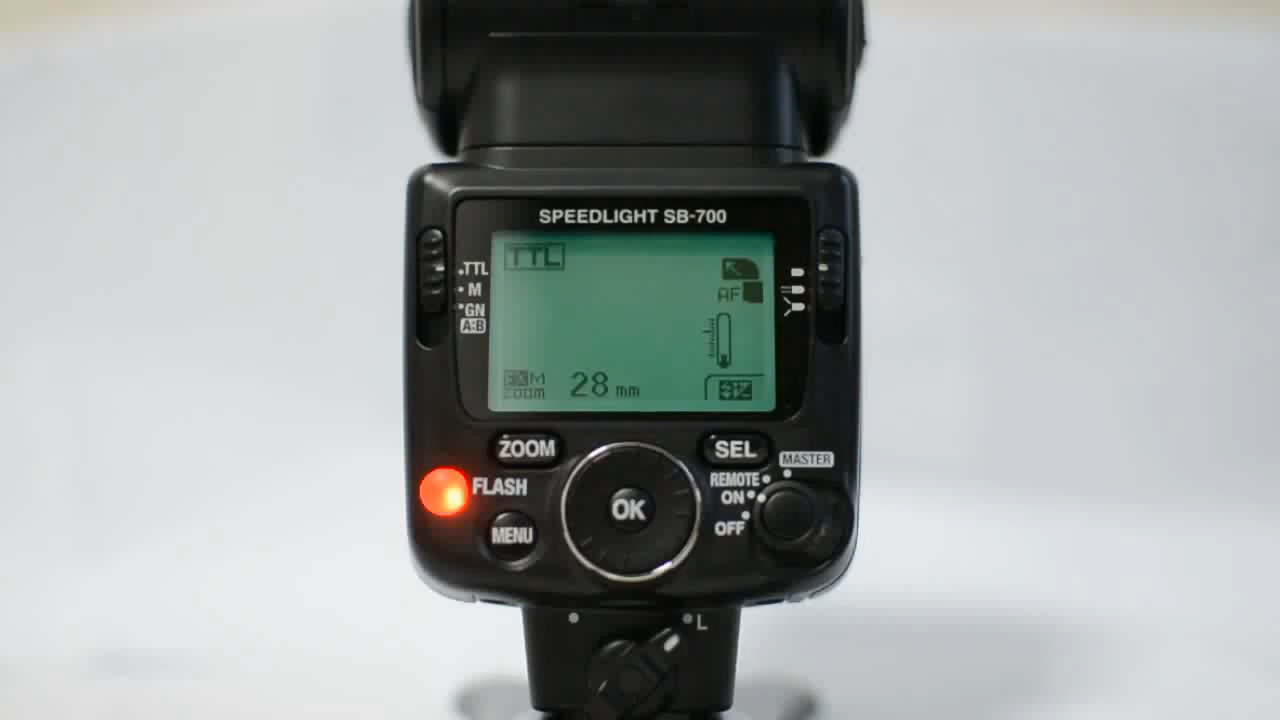 SPEEDLIGHT SB-700
TTL
TTL
M
GN
A:B
AF
M
ZOOM
28 mm
ZOOM
SEL
MASTER
FLASH
REMOTE
ON
OK
MENU
OFF
L